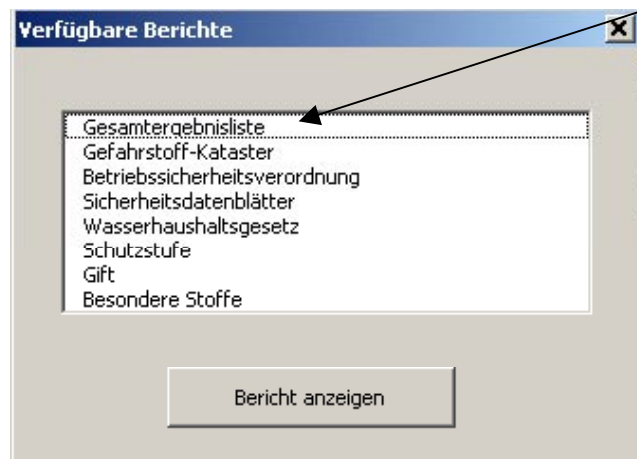 Verfügbare Berichte
Gesamtergebnisliste
Gefahrstoff-Kataster
Betriebssicherheitsverordnung
Sicherheitsdatenblätter
Wasserhaushaltsgesetz
Schutzstufe
Gift
Besondere Stoffe
Bericht anzeigen